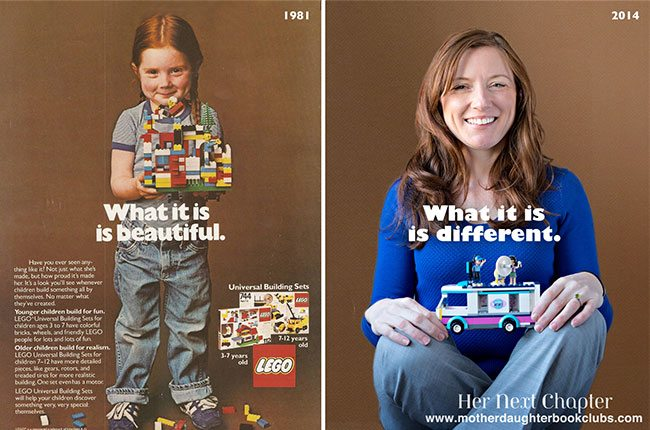 1981
What it is
is beautiful.
Have you ever seen any-
thing like it? Not just what she's
made, but how proud it's made
her. It's a look you'll see whenever
children build something all by
themselves. No matter what
they've created.
Younger children build for fun.
LEGO® Universal Building Sets for
children ages 3 to 7 have colorful
bricks, wheels, and friendly LEGO
people for lots and lots of fun.
Older children build for realism.
LEGO Universal Building Sets for
children 7-12 have more detailed
pieces, like gears, rotors, and
treaded tires for more realistic
building. One set even has a motor.
LEGO Universal Building Sets
will help your children discover
something very, very special:
themselves.
Universal Building Sets
LEGO
744
LEGO
7-12 years
old
3-7 years
old
LEGO
2014
What it is
is different.
Her Next Chapter
www.motherdaughterbookclubs.com